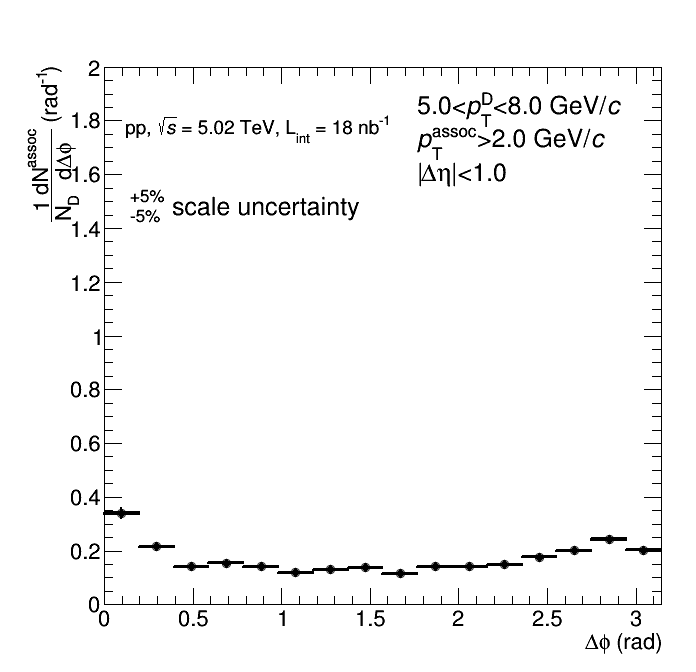 1 dN^assoc
N_D dΔϕ (rad⁻¹)
2
1.8
1.6
1.4
1.2
1
0.8
0.6
0.4
0.2
0
pp, √s = 5.02 TeV, L_int = 18 nb⁻¹
+5%
-5% scale uncertainty
5.0<p_T^D<8.0 GeV/c
p_T^assoc>2.0 GeV/c
|Δη|<1.0
0 0.5 1 1.5 2 2.5 3
Δϕ (rad)